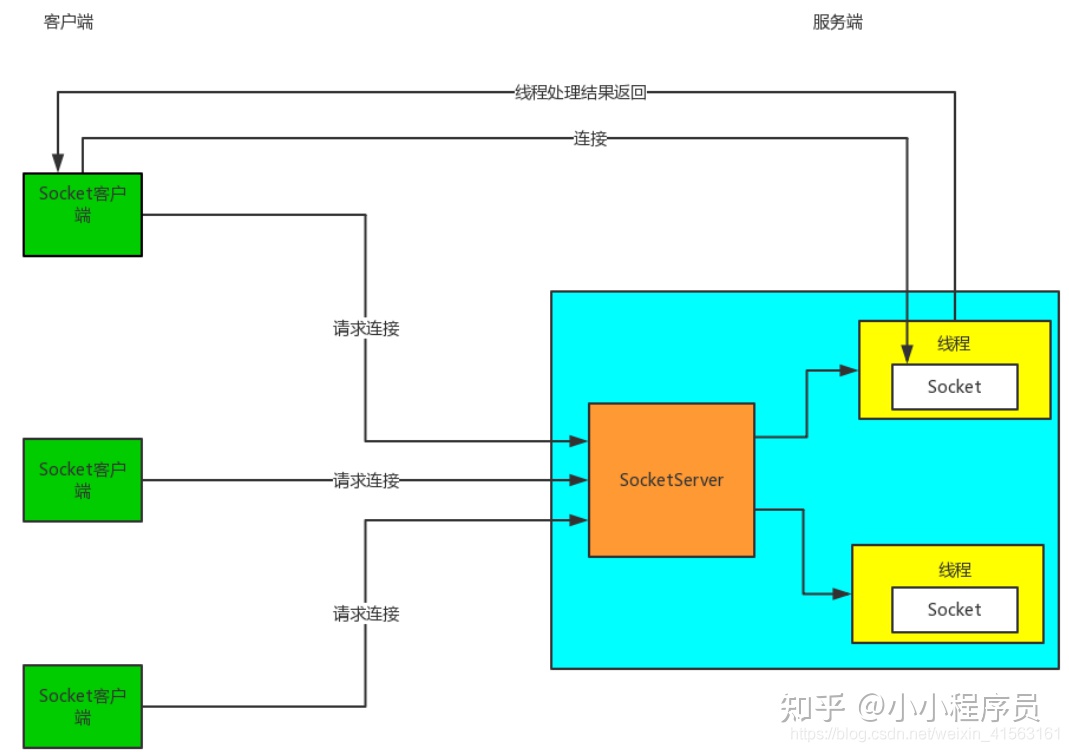 客户端
服务端
线程处理结果返回
连接
Socket客户
端
请求连接
线程
Socket
Socket客户
端
请求连接
SocketServer
线程
Socket
请求连接
Socket客户
端
知乎 @小小程序员
https://blog.csdn.net/weixin_41563161